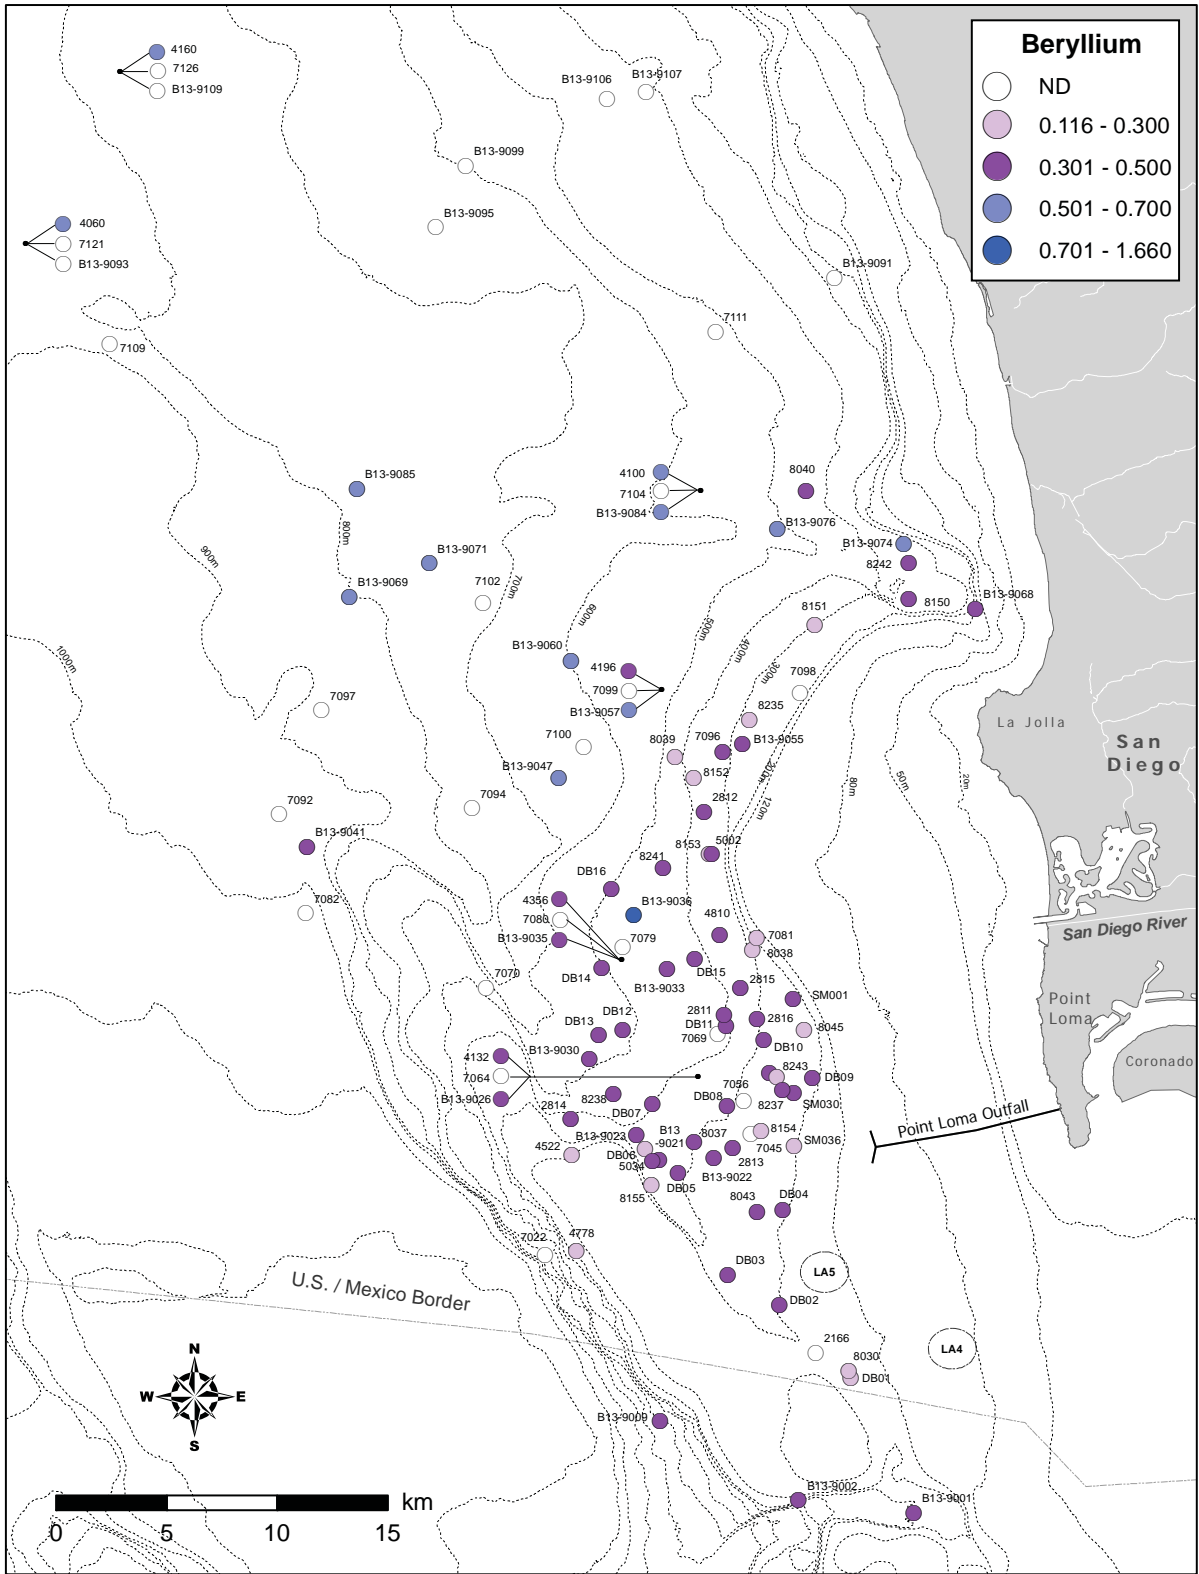 Beryllium
ND
0.116 - 0.300
0.301 - 0.500
0.501 - 0.700
0.701 - 1.660
4160
7126
B13-9109
B13-9106
B13-9107
B13-9099
B13-9095
4060
7121
B13-9093
B13-9091
7111
7109
B13-9085
800m
4100
7104
B13-9084
8040
B13-9076
B13-9074
8242
900m
B13-9071
B13-9069
7102
700m
600m
500m
400m
300m
8151
8150
B13-9068
1000m
B13-9060
4196
7099
B13-9057
7098
7097
8235
7100
8039
7096
B13-9055
La Jolla
San
Diego
B13-9047
8152
200m
120m
80m
50m
20m
7092
7094
2812
B13-9041
8153
5002
8241
DB16
7082
4356
7080
B13-9035
B13-9036
7079
4810
7081
8038
San Diego River
DB14
B13-9033
DB15
7070
2815
SM001
Point
Loma
2811
DB11
7069
2816
8045
DB12
DB13
DB10
Coronado
B13-9030
4132
7064
B13-9026
8243
DB09
7056
8238
DB07
DB08
8237
SM030
2814
Point Loma Outfall
B13-9023
B13
-9021
8037
8154
7045
SM036
4522
DB06
5034
2813
B13-9022
8155
DB05
8043
DB04
7022
4778
DB03
LA5
U.S. / Mexico Border
DB02
2166
LA4
8030
DB01
N
W
E
S
B13-9009
B13-9002
B13-9001
km
0
5
10
15